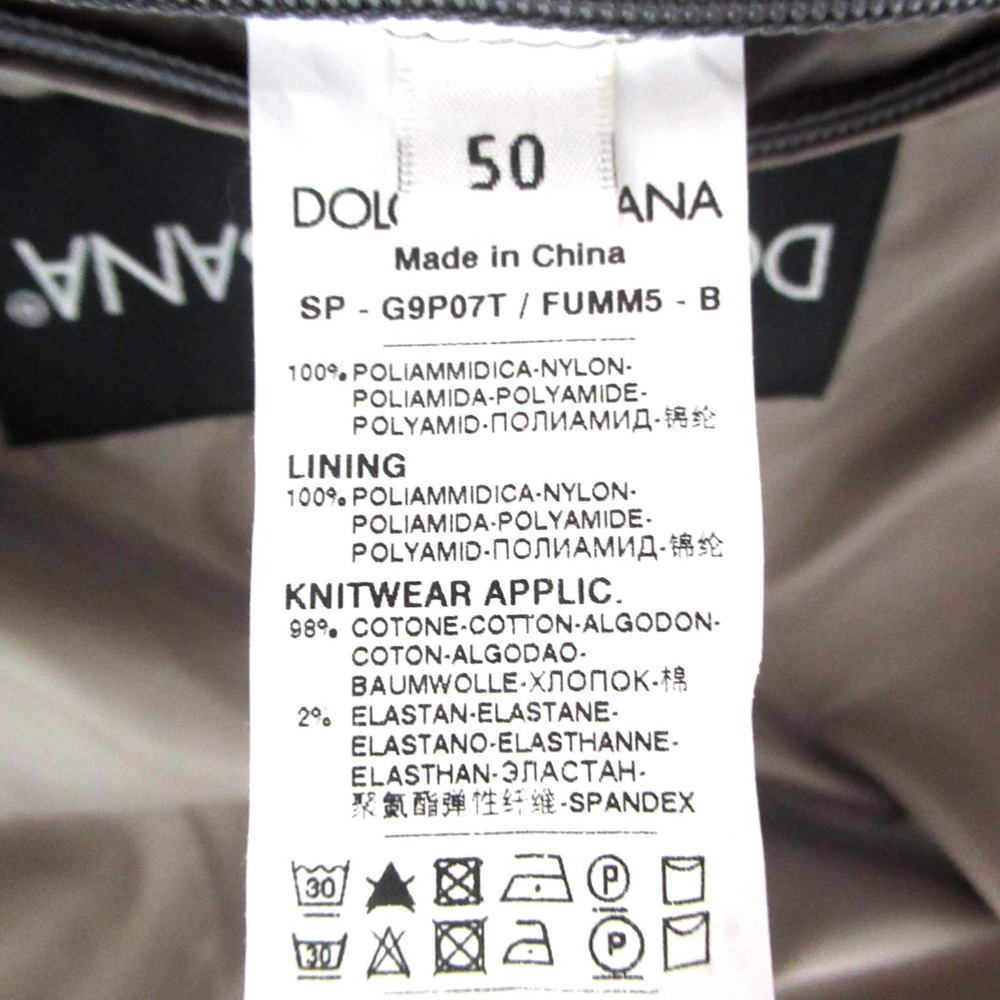 50
Made in China
SP - G9P07T / FUMM5 - B
100% POLIAMMIDICA-NYLON-
POLIAMIDA-POLYAMIDE-
POLYAMID-ПОЛИАМИД-锦纶
LINING
100% POLIAMMIDICA-NYLON-
POLIAMIDA-POLYAMIDE-
POLYAMID-ПОЛИАМИД-锦纶
KNITWEAR APPLIC.
98% COTONE-COTTON-ALGODON-
COTON-ALGODAO-
BAUMWOLLE-ХЛОПОК-棉
2% ELASTAN-ELASTANE-
ELASTANO-ELASTHANNE-
ELASTHAN-ЭЛАСТАН-
聚氨酯弹性纤维-SPANDEX
30 P
30 P